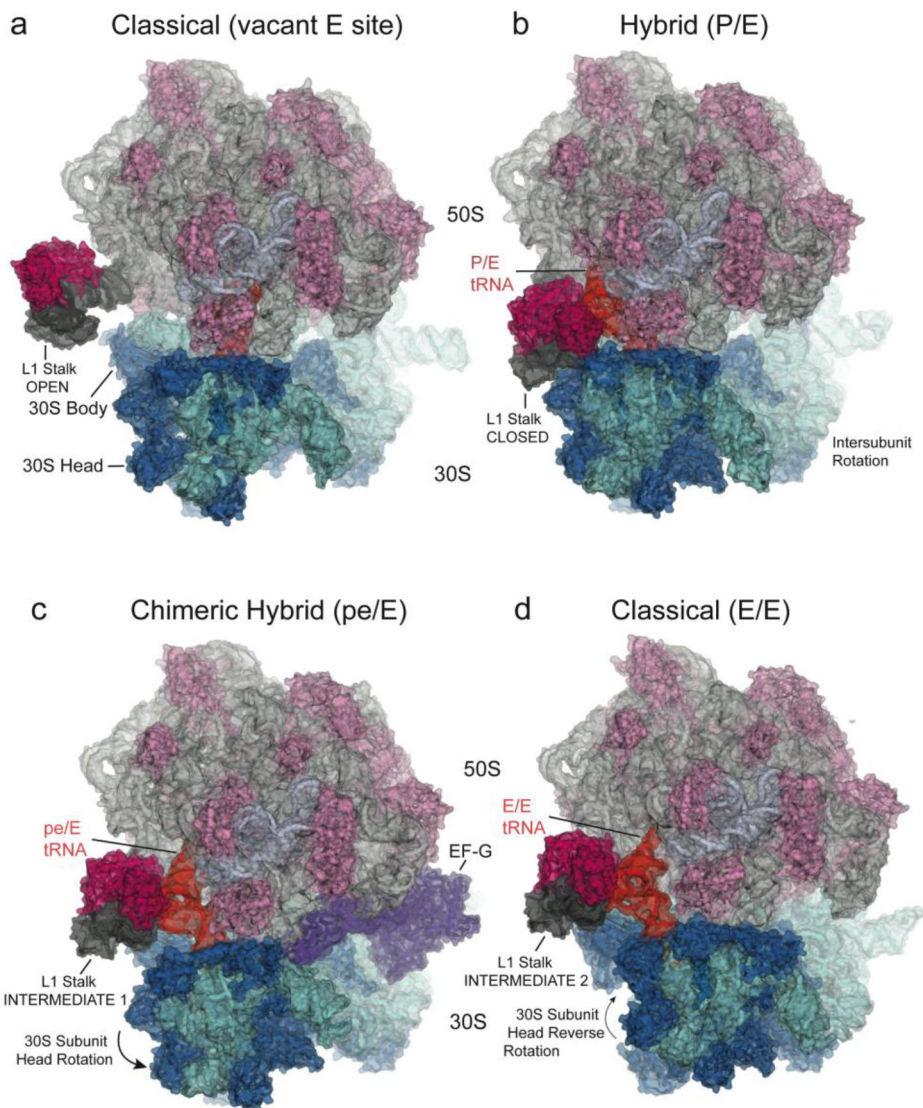 a
Classical (vacant E site)
L1 Stalk
OPEN
30S Body
30S Head
50S
30S
b
Hybrid (P/E)
P/E
tRNA
L1 Stalk
CLOSED
Intersubunit
Rotation
c
Chimeric Hybrid (pe/E)
pe/E
tRNA
EF-G
L1 Stalk
INTERMEDIATE 1
30S Subunit
Head Rotation
50S
30S
d
Classical (E/E)
E/E
tRNA
L1 Stalk
INTERMEDIATE 2
30S Subunit
Head Reverse
Rotation